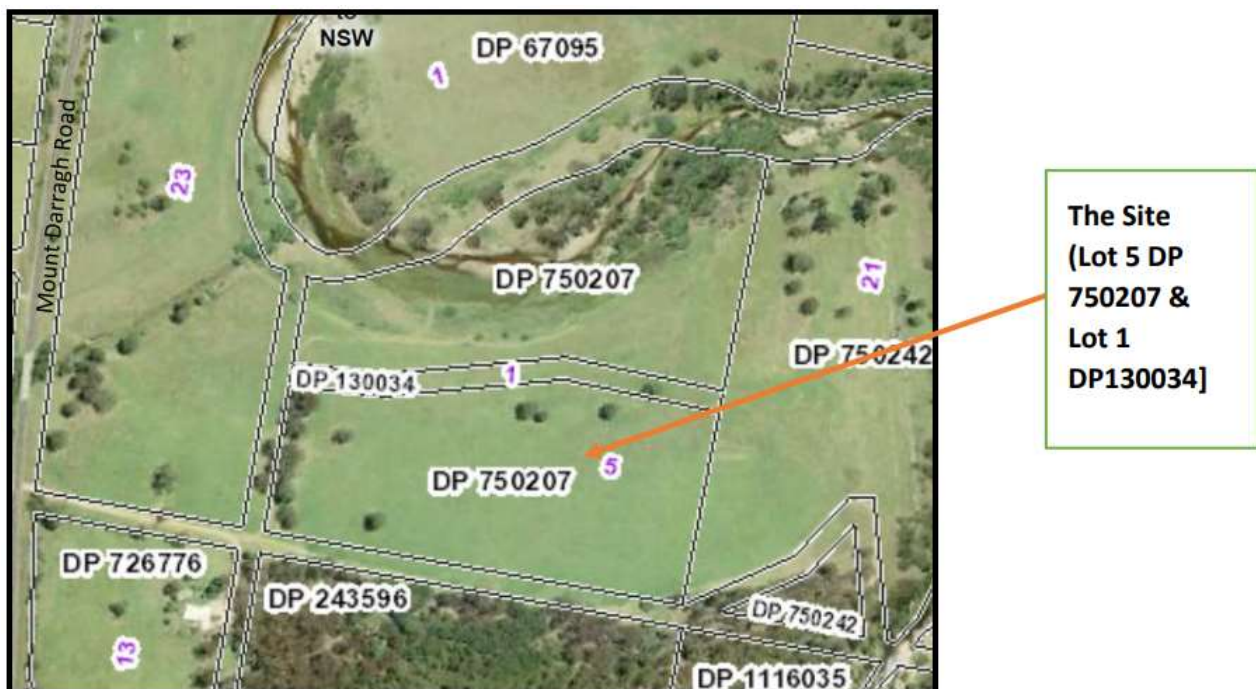 to
NSW
DP 67095
1
Mount Darragh Road
23
DP 750207
21
DP 750242
DP 130034
1
5
DP 750207
DP 726776
DP 243596
DP 750242
13
DP 1116035
The Site
(Lot 5 DP
750207 &
Lot 1
DP130034]